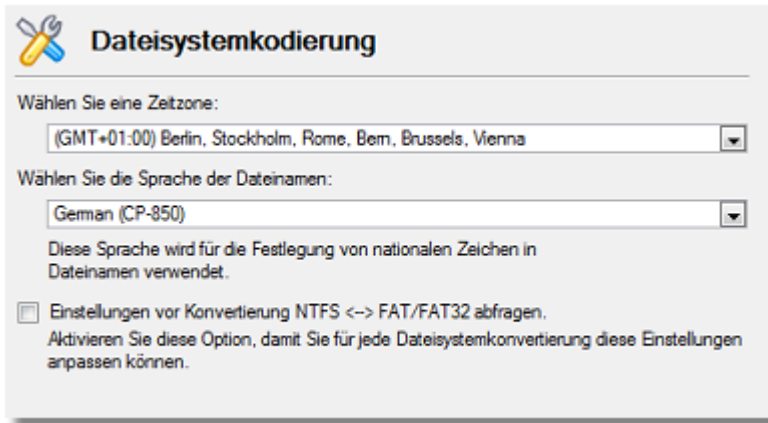 Dateisystemkodierung
Wählen Sie eine Zeitzone:
(GMT+01:00) Berlin, Stockholm, Rome, Bern, Brussels, Vienna
Wählen Sie die Sprache der Dateinamen:
German (CP-850)
Diese Sprache wird für die Festlegung von nationalen Zeichen in
Dateinamen verwendet.
Einstellungen vor Konvertierung NTFS <--> FAT/FAT32 abfragen.
Aktivieren Sie diese Option, damit Sie für jede Dateisystemkonvertierung diese Einstellungen
anpassen können.